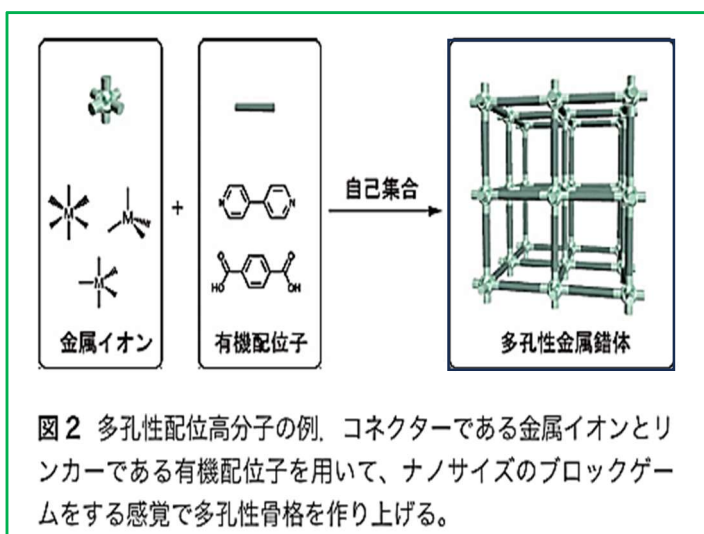 M
M
M
+
N
N
O
O
HO
OH
自己集合
金属イオン
有機配位子
多孔性金属錯体
図2 多孔性配位高分子の例. コネクターである金属イオンとリ
ンカーである有機配位子を用いて、ナノサイズのブロックゲー
ムをする感覚で多孔性骨格を作り上げる。